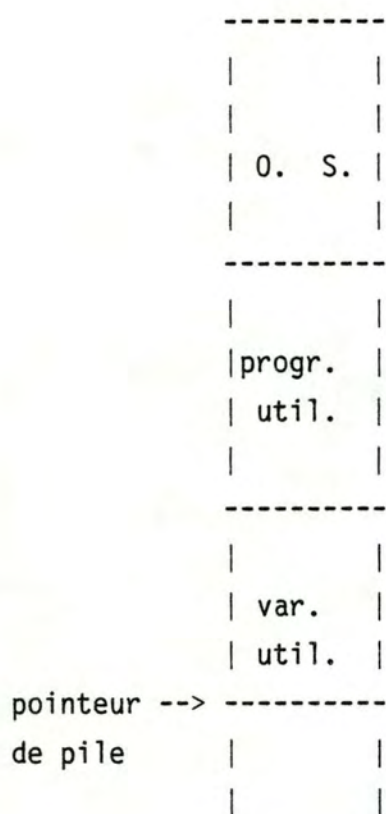 O. S.
progr.
util.
var.
util.
pointeur -->
de pile